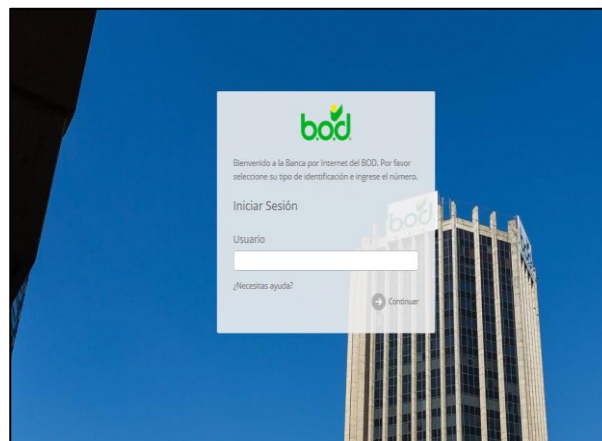 b.o.d.
Bienvenido a la Banca por Internet del BOD. Por favor
seleccione su tipo de identificación e ingrese el número.
Iniciar Sesión
Usuario
¿Necesitas ayuda?
Continuar
bod